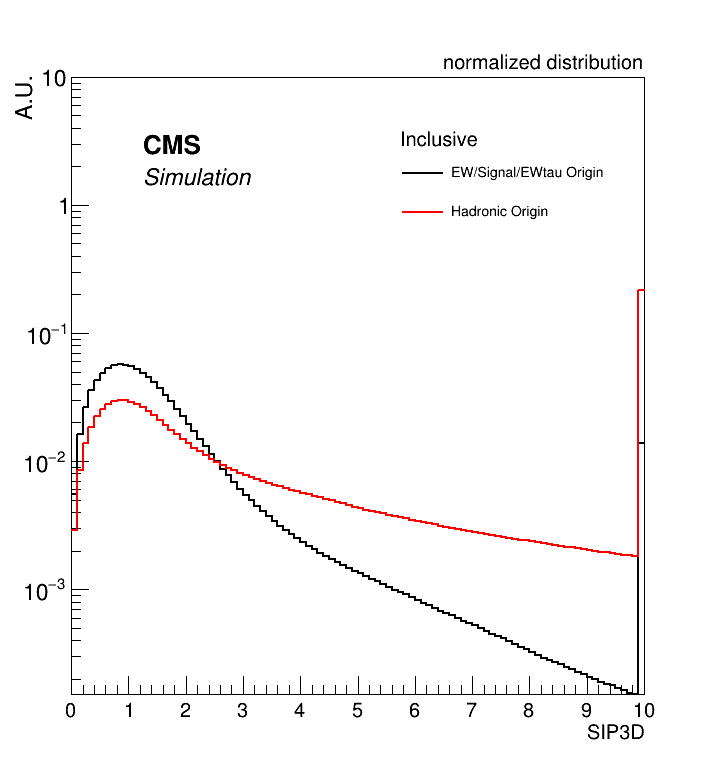 normalized distribution
A.U.
10
CMS
Simulation
Inclusive
EW/Signal/EWtau Origin
Hadronic Origin
1
10⁻¹
10⁻²
10⁻³
0 1 2 3 4 5 6 7 8 9 10
SIP3D